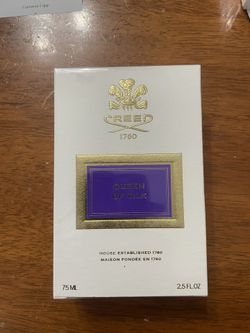 CREED
1760
QUEEN
OF SILK
HOUSE ESTABLISHED 1760
MAISON FONDÉE EN 1760
75 ML 2,5 FL.OZ